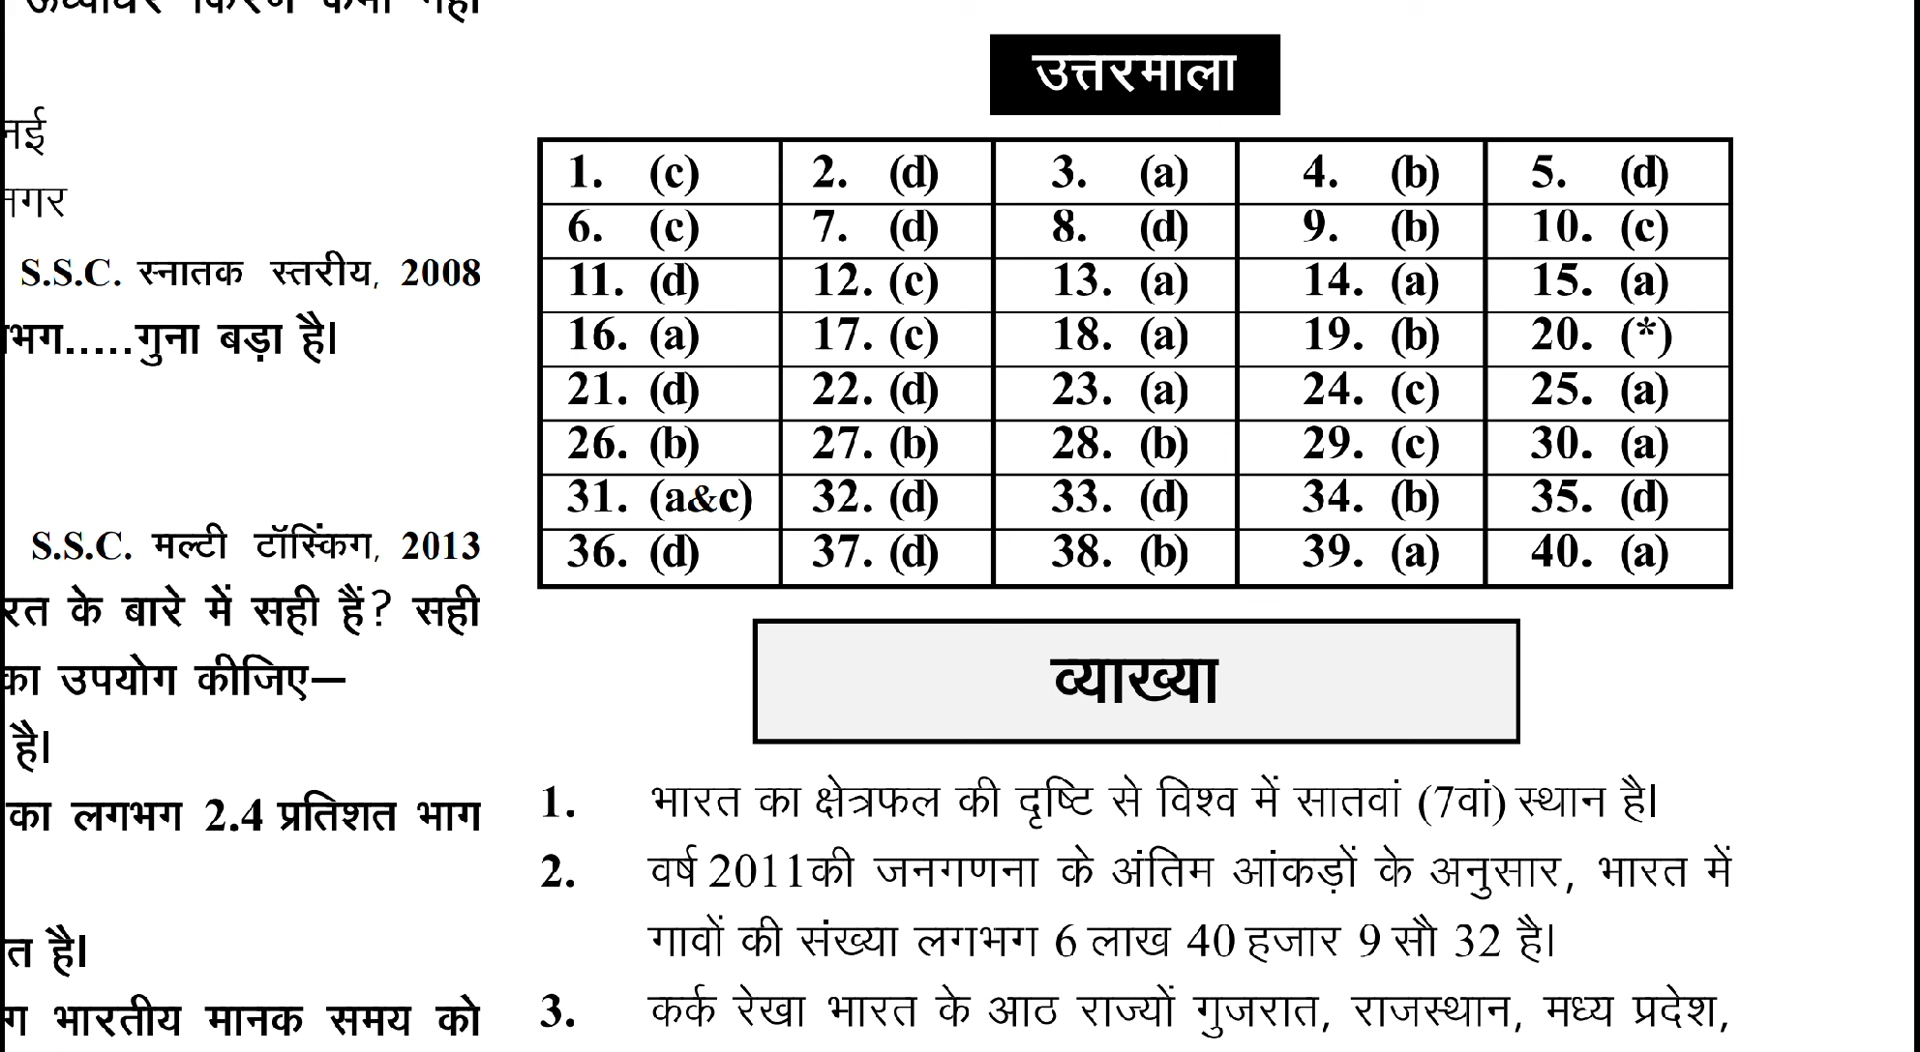 नई
नगर
S.S.C. स्नातक स्तरीय, 2008
.....गुना बड़ा है।
S.S.C. मल्टी टॉस्किंग, 2013
के बारे में सही हैं? सही
का उपयोग कीजिए—
है।
का लगभग 2.4 प्रतिशत भाग
है।
भारतीय मानक समय को
उत्तरमाला
1. (c) 2. (d) 3. (a) 4. (b) 5. (d)
6. (c) 7. (d) 8. (d) 9. (b) 10. (c)
11. (d) 12. (c) 13. (a) 14. (a) 15. (a)
16. (a) 17. (c) 18. (a) 19. (b) 20. (*)
21. (d) 22. (d) 23. (a) 24. (c) 25. (a)
26. (b) 27. (b) 28. (b) 29. (c) 30. (a)
31. (a&c) 32. (d) 33. (d) 34. (b) 35. (d)
36. (d) 37. (d) 38. (b) 39. (a) 40. (a)
व्याख्या
1. भारत का क्षेत्रफल की दृष्टि से विश्व में सातवां (7वां) स्थान है।
2. वर्ष 2011की जनगणना के अंतिम आंकड़ों के अनुसार, भारत में
गावों की संख्या लगभग 6 लाख 40 हजार 9 सौ 32 है।
3. कर्क रेखा भारत के आठ राज्यों गुजरात, राजस्थान, मध्य प्रदेश,